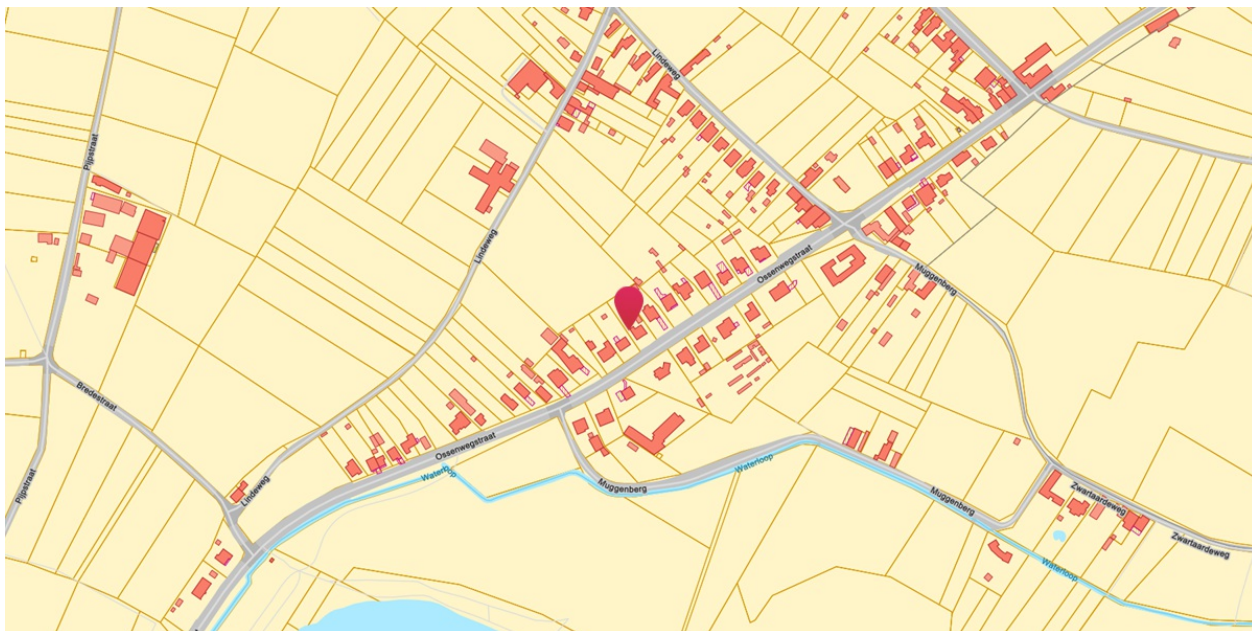 Lindeweg
Pijpstraat
Lindeweg
Ossenwegstraat
Muggenberg
Bredestraat
Ossenwegstraat
Waterloop
Waterloop
Pijpstraat
Lindeweg
Muggenberg
Muggenberg
Zwartaardeweg
Zwartaardeweg
Waterloop